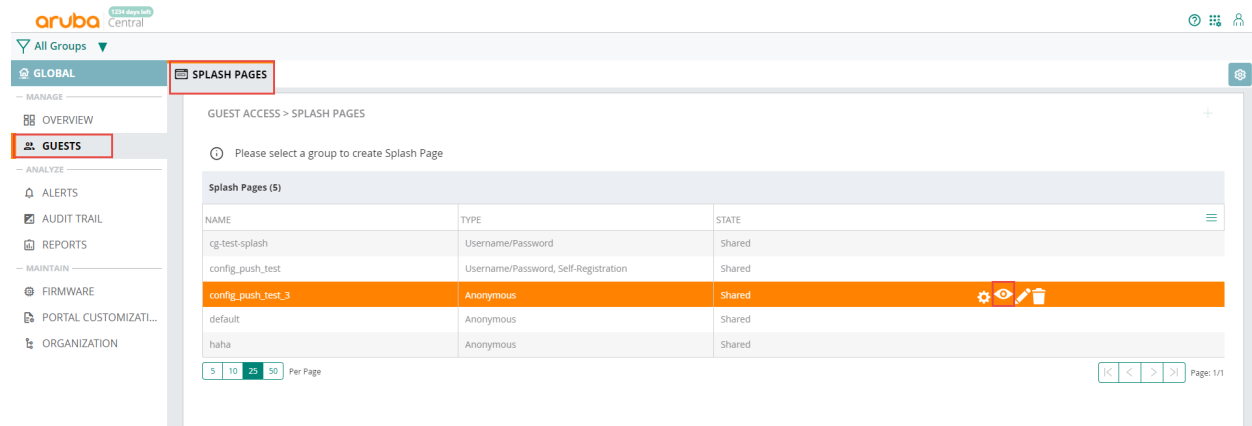 1234 days left
aruba Central
All Groups
GLOBAL
SPLASH PAGES
MANAGE
OVERVIEW
GUESTS
ANALYZE
ALERTS
AUDIT TRAIL
REPORTS
MAINTAIN
FIRMWARE
PORTAL CUSTOMIZATI...
ORGANIZATION
GUEST ACCESS > SPLASH PAGES
Please select a group to create Splash Page
Splash Pages (5)
NAME TYPE STATE
cg-test-splash Username/Password Shared
config_push_test Username/Password, Self-Registration Shared
config_push_test_3 Anonymous Shared
default Anonymous Shared
haha Anonymous Shared
5 10 25 50 Per Page Page: 1/1